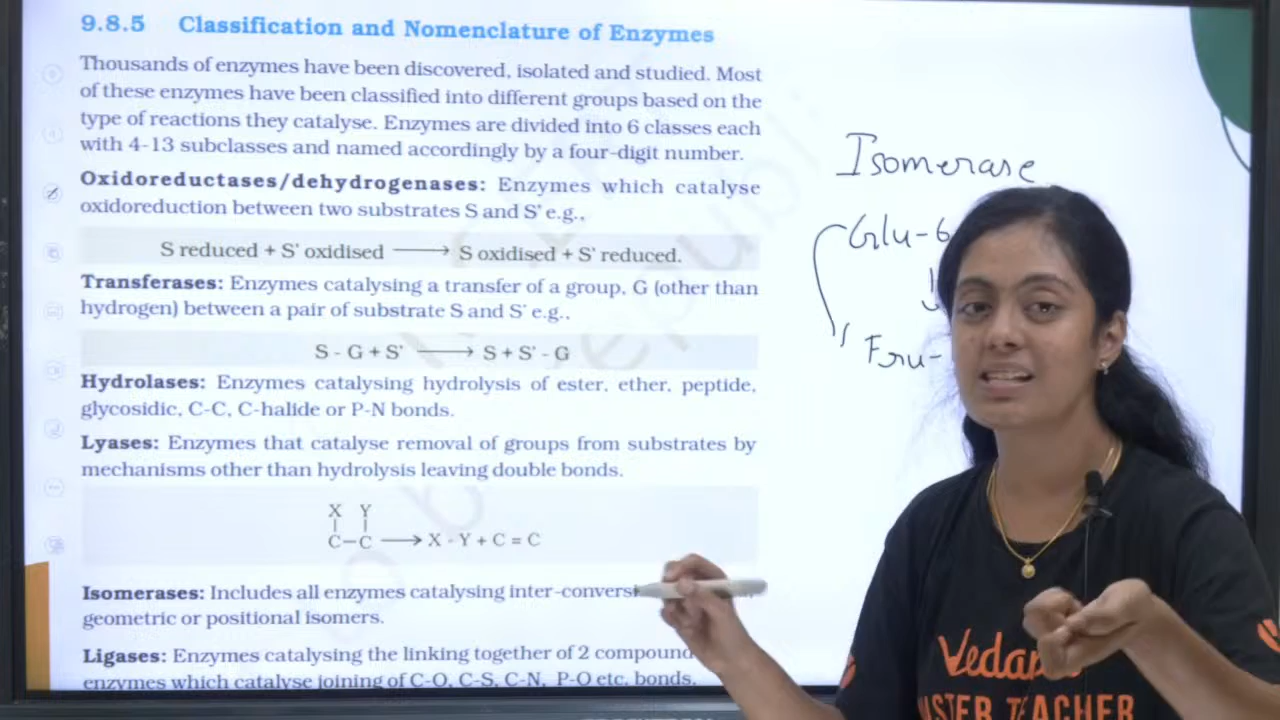 9.8.5 Classification and Nomenclature of Enzymes
Thousands of enzymes have been discovered, isolated and studied. Most
of these enzymes have been classified into different groups based on the
type of reactions they catalyse. Enzymes are divided into 6 classes each
with 4-13 subclasses and named accordingly by a four-digit number.
Oxidoreductases/dehydrogenases: Enzymes which catalyse
oxidoreduction between two substrates S and S' e.g.,
S reduced + S' oxidised ⟶ S oxidised + S' reduced.
Transferases: Enzymes catalysing a transfer of a group, G (other than
hydrogen) between a pair of substrate S and S' e.g.,
S - G + S' ⟶ S + S' - G
Hydrolases: Enzymes catalysing hydrolysis of ester, ether, peptide,
glycosidic, C-C, C-halide or P-N bonds.
Lyases: Enzymes that catalyse removal of groups from substrates by
mechanisms other than hydrolysis leaving double bonds.
X Y
C–C ⟶ X - Y + C = C
Isomerases: Includes all enzymes catalysing inter-conversi
geometric or positional isomers.
Ligases: Enzymes catalysing the linking together of 2 compound
enzymes which catalyse joining of C-O, C-S, C-N, P-O etc. bonds.
Isomerase
Glu-6
Fru-
Vedan
MASTER TEACHER